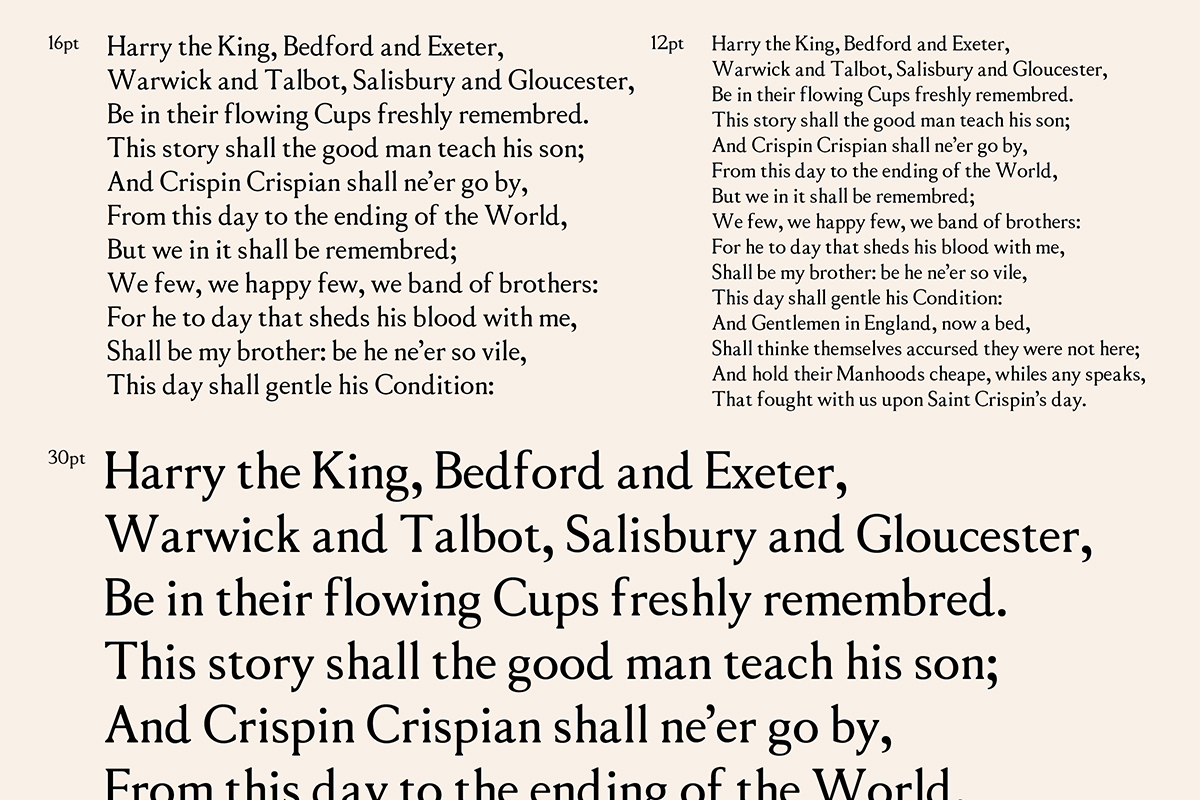 16pt
Harry the King, Bedford and Exeter,
Warwick and Talbot, Salisbury and Gloucester,
Be in their flowing Cups freshly remembred.
This story shall the good man teach his son;
And Crispin Crispian shall ne’er go by,
From this day to the ending of the World,
But we in it shall be remembred;
We few, we happy few, we band of brothers:
For he to day that sheds his blood with me,
Shall be my brother: be he ne’er so vile,
This day shall gentle his Condition:
12pt
Harry the King, Bedford and Exeter,
Warwick and Talbot, Salisbury and Gloucester,
Be in their flowing Cups freshly remembred.
This story shall the good man teach his son;
And Crispin Crispian shall ne’er go by,
From this day to the ending of the World,
But we in it shall be remembred;
We few, we happy few, we band of brothers:
For he to day that sheds his blood with me,
Shall be my brother: be he ne’er so vile,
This day shall gentle his Condition:
And Gentlemen in England, now a bed,
Shall thinke themselves accursed they were not here;
And hold their Manhoods cheape, whiles any speaks,
That fought with us upon Saint Crispin’s day.
30pt
Harry the King, Bedford and Exeter,
Warwick and Talbot, Salisbury and Gloucester,
Be in their flowing Cups freshly remembred.
This story shall the good man teach his son;
And Crispin Crispian shall ne’er go by,
From this day to the ending of the World,